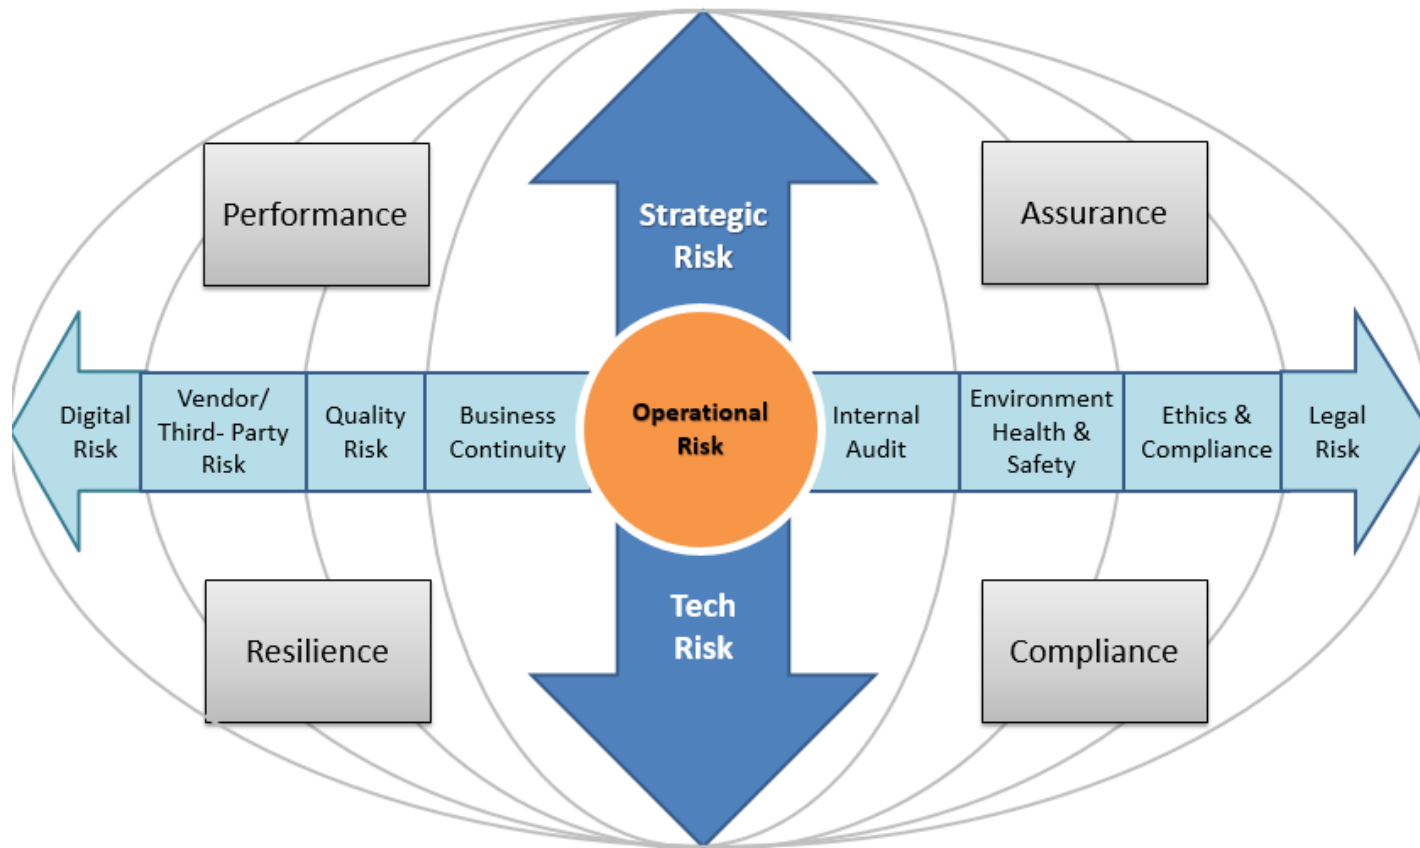 Performance
Assurance
Strategic
Risk
Digital
Risk
Vendor/
Third- Party
Risk
Quality
Risk
Business
Continuity
Operational
Risk
Internal
Audit
Environment
Health &
Safety
Ethics &
Compliance
Legal
Risk
Tech
Risk
Resilience
Compliance